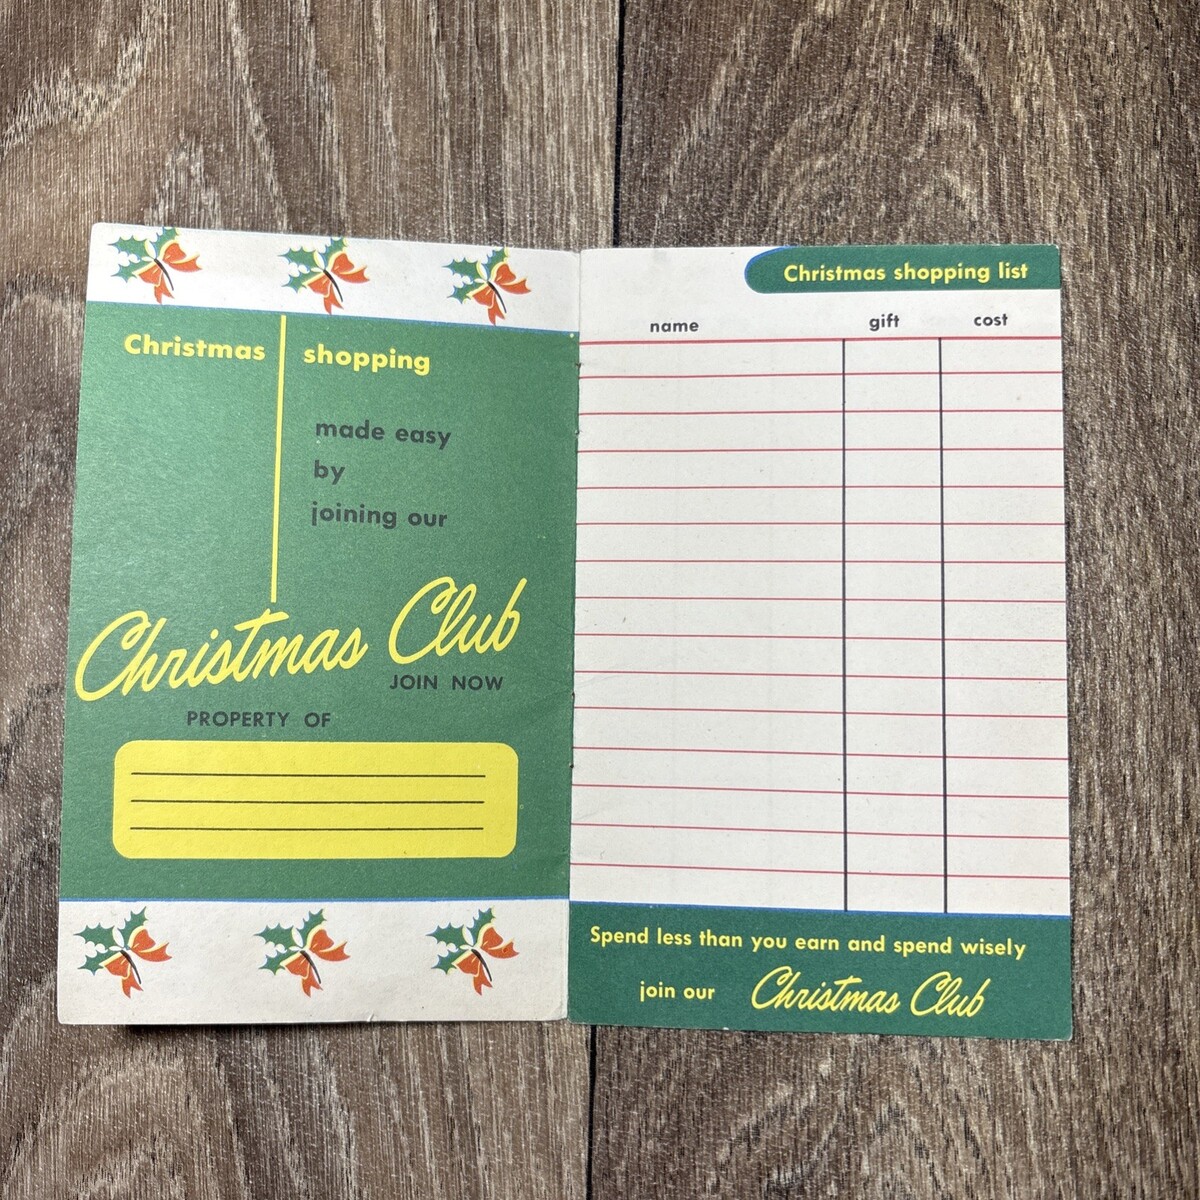 Christmas shopping
made easy
by
joining our
Christmas Club
JOIN NOW
PROPERTY OF
Christmas shopping list
name gift cost
Spend less than you earn and spend wisely
join our Christmas Club